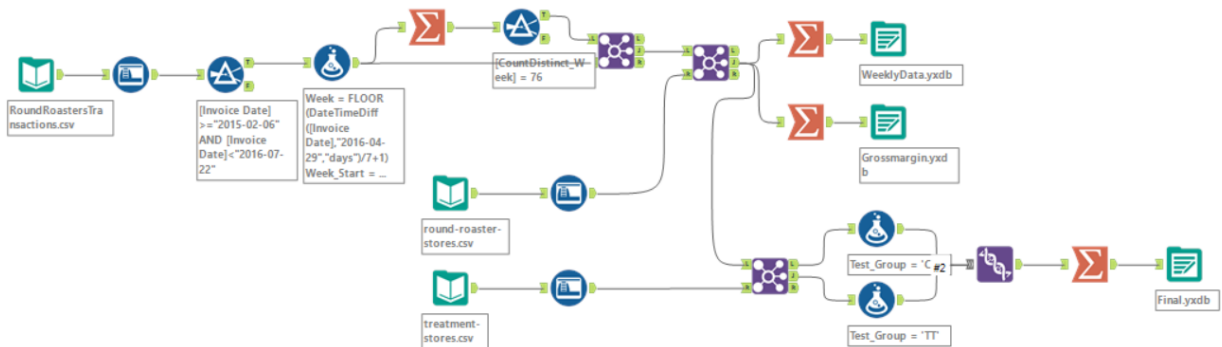 RoundRoastersTra
nsactions.csv
[Invoice Date]
>="2015-02-06"
AND [Invoice
Date]<"2016-07-
22"
Week = FLOOR
(DateTimeDiff
([Invoice
Date],"2016-04-
29","days")/7+1)
Week_Start = ...
[CountDistinct_W
eek] = 76
WeeklyData.yxdb
Grossmargin.yxd
b
round-roaster-
stores.csv
treatment-
stores.csv
Test_Group = 'C
#2
Test_Group = 'TT'
Final.yxdb
T
F
T
F
L
R
L
J
R
L
R
L
J
R
L
R
L
J
R